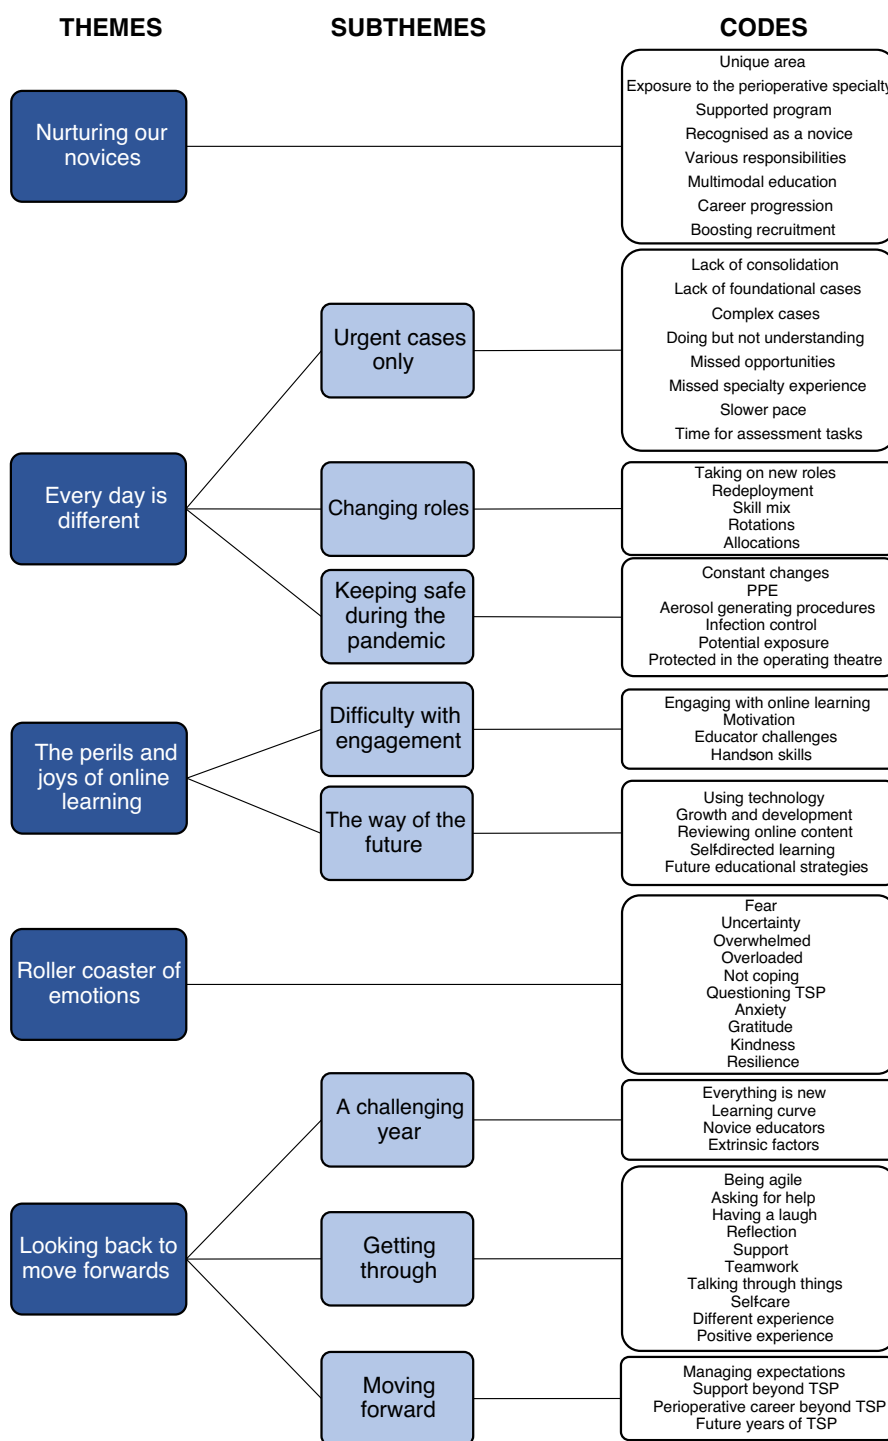 THEMES
SUBTHEMES
CODES
Nurturing our
novices
Unique area
Exposure to the perioperative specialty
Supported program
Recognised as a novice
Various responsibilities
Multimodal education
Career progression
Boosting recruitment
Every day is
different
Urgent cases
only
Lack of consolidation
Lack of foundational cases
Complex cases
Doing but not understanding
Missed opportunities
Missed specialty experience
Slower pace
Time for assessment tasks
Changing roles
Taking on new roles
Redeployment
Skill mix
Rotations
Allocations
Keeping safe
during the
pandemic
Constant changes
PPE
Aerosol generating procedures
Infection control
Potential exposure
Protected in the operating theatre
The perils and
joys of online
learning
Difficulty with
engagement
Engaging with online learning
Motivation
Educator challenges
Hands-on skills
The way of the
future
Using technology
Growth and development
Reviewing online content
Self-directed learning
Future educational strategies
Roller coaster of
emotions
Fear
Uncertainty
Overwhelmed
Overloaded
Not coping
Questioning TSP
Anxiety
Gratitude
Kindness
Resilience
Looking back to
move forwards
A challenging
year
Everything is new
Learning curve
Novice educators
Extrinsic factors
Getting
through
Being agile
Asking for help
Having a laugh
Reflection
Support
Teamwork
Talking through things
Self-care
Different experience
Positive experience
Moving
forward
Managing expectations
Support beyond TSP
Perioperative career beyond TSP
Future years of TSP